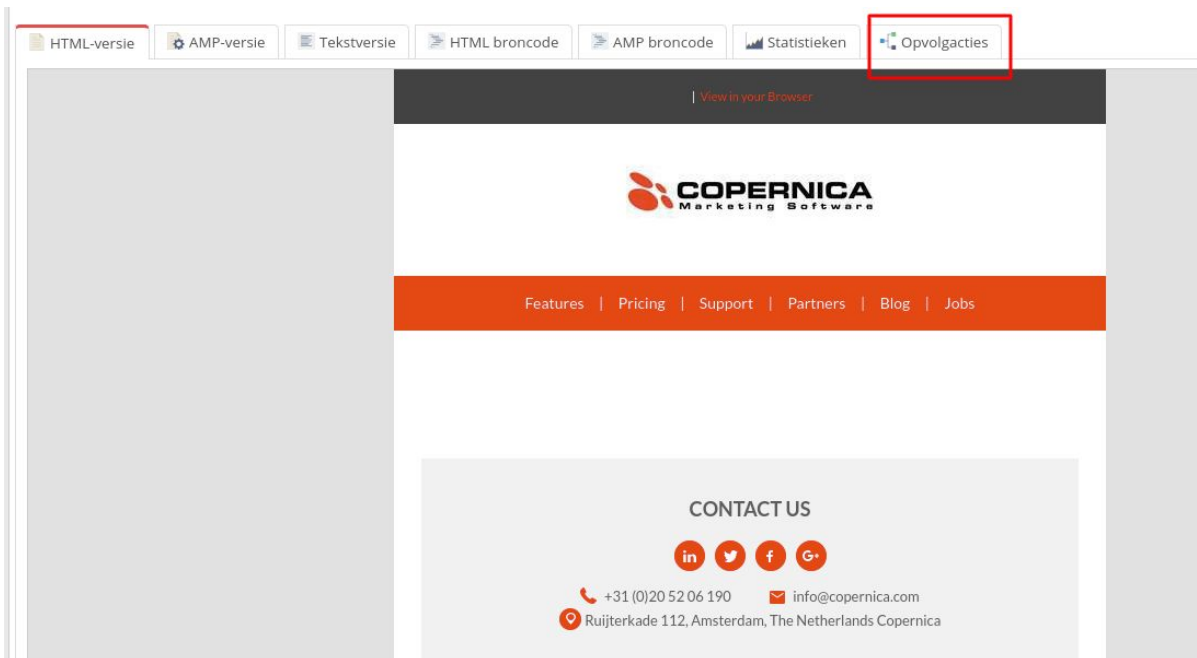 HTML-versie AMP-versie Tekstversie HTML broncode AMP broncode Statistieken Opvolgacties
| View in your Browser
COPERNICA
Marketing Software
Features | Pricing | Support | Partners | Blog | Jobs
CONTACT US
in f G+
+31 (0)20 52 06 190 info@copernica.com
Ruijterkade 112, Amsterdam, The Netherlands Copernica